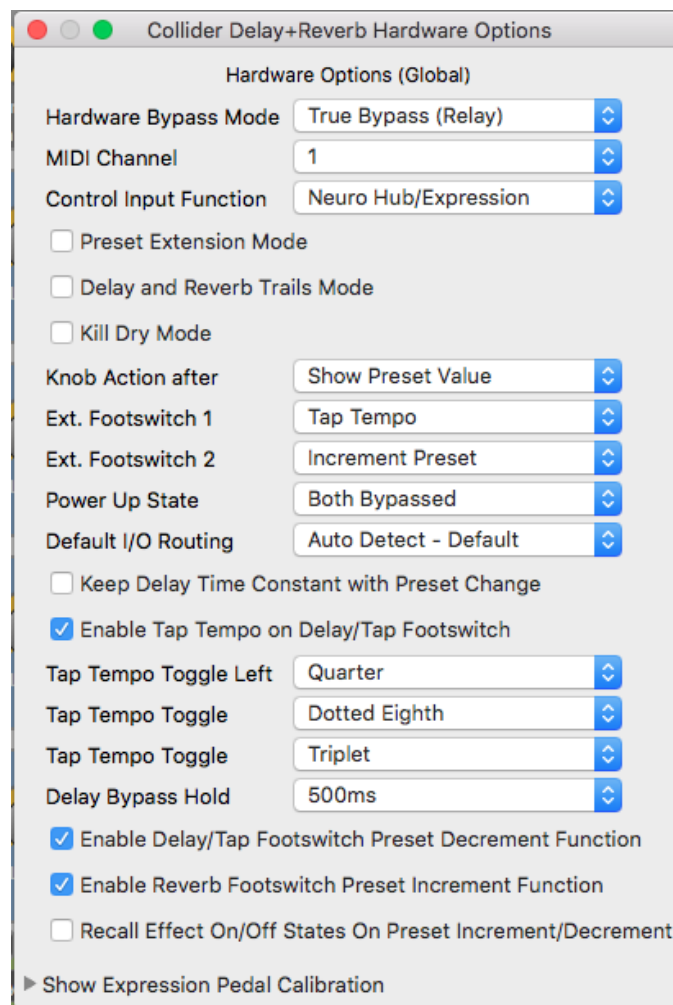 Collider Delay+Reverb Hardware Options
Hardware Options (Global)
Hardware Bypass Mode True Bypass (Relay)
MIDI Channel 1
Control Input Function Neuro Hub/Expression
Preset Extension Mode
Delay and Reverb Trails Mode
Kill Dry Mode
Knob Action after Show Preset Value
Ext. Footswitch 1 Tap Tempo
Ext. Footswitch 2 Increment Preset
Power Up State Both Bypassed
Default I/O Routing Auto Detect - Default
Keep Delay Time Constant with Preset Change
Enable Tap Tempo on Delay/Tap Footswitch
Tap Tempo Toggle Left Quarter
Tap Tempo Toggle Dotted Eighth
Tap Tempo Toggle Triplet
Delay Bypass Hold 500ms
Enable Delay/Tap Footswitch Preset Decrement Function
Enable Reverb Footswitch Preset Increment Function
Recall Effect On/Off States On Preset Increment/Decrement
Show Expression Pedal Calibration